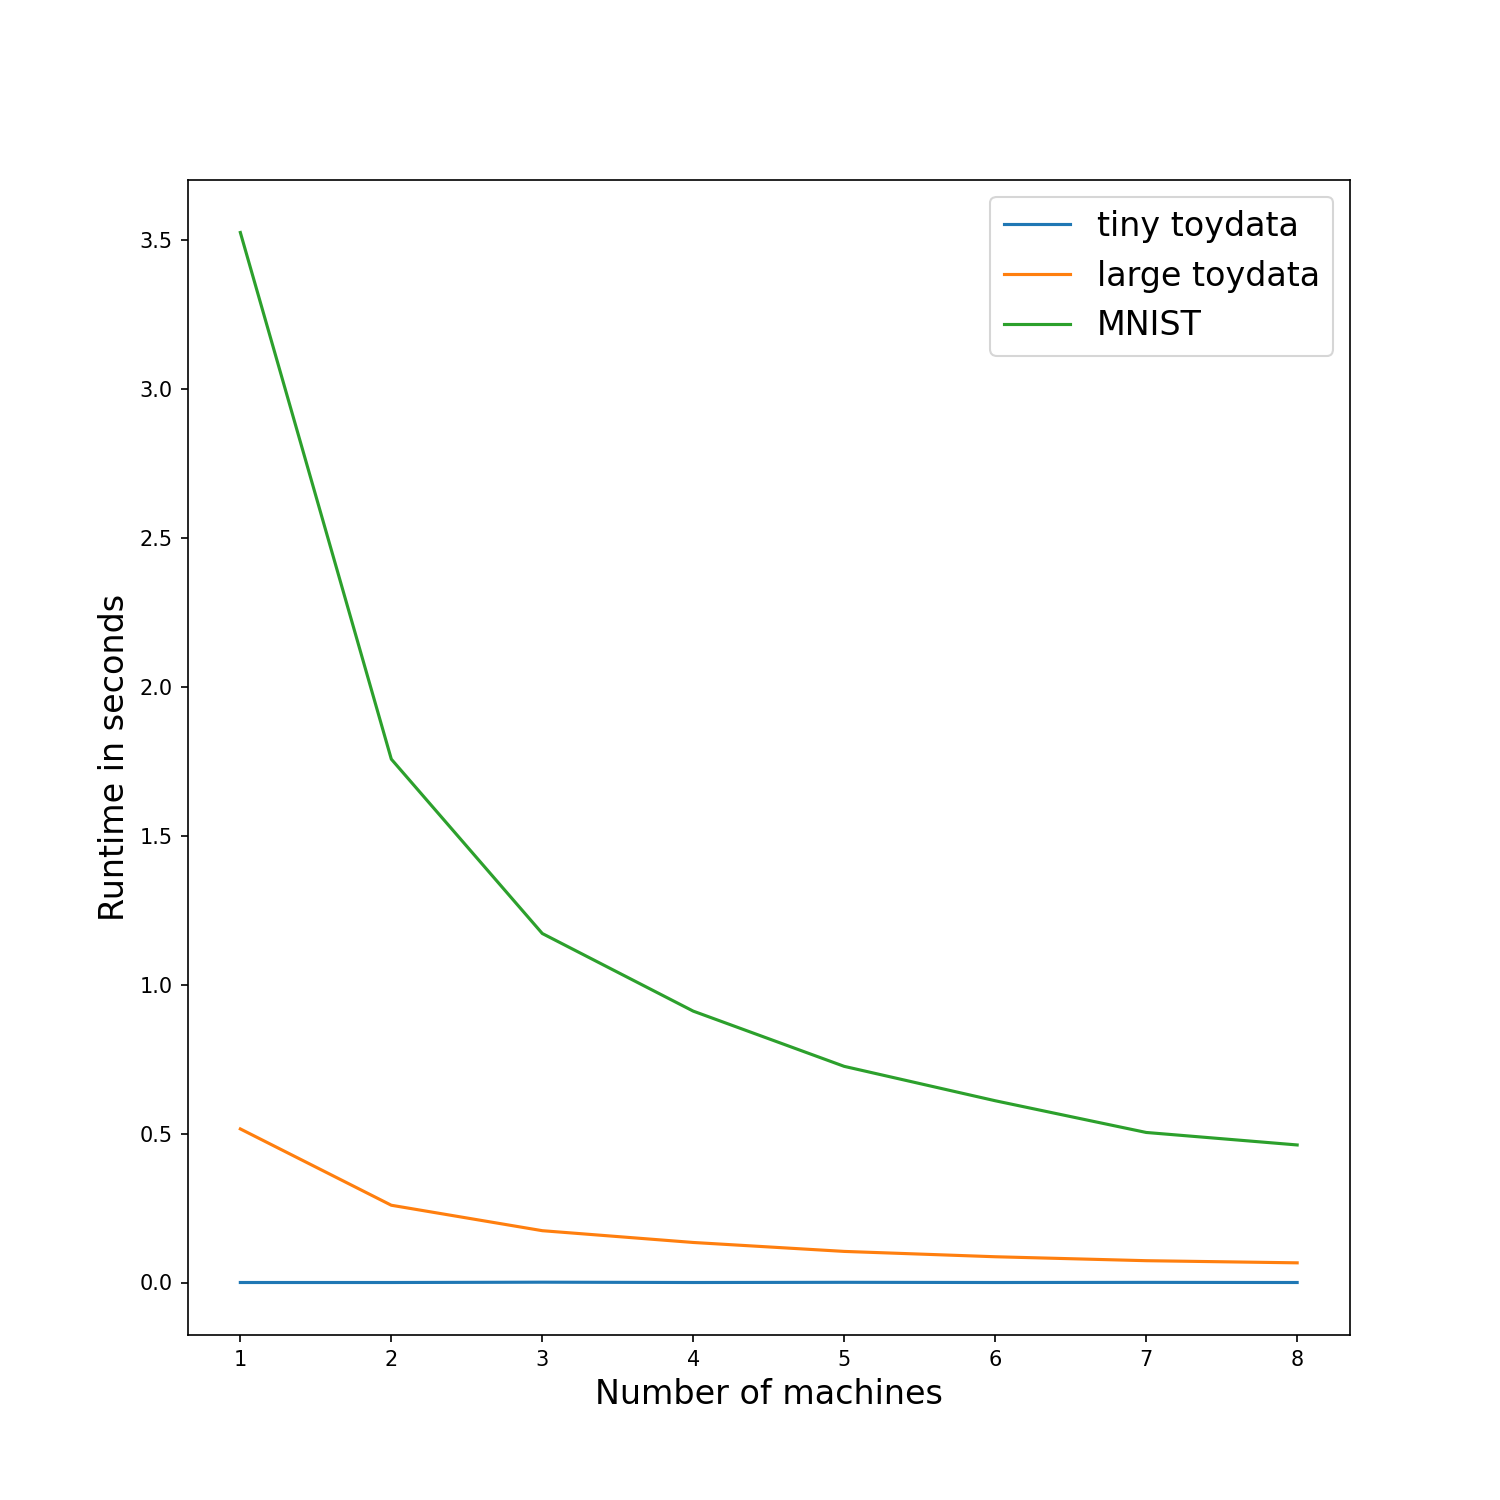 tiny toydata
large toydata
MNIST
3.5
3.0
2.5
2.0
1.5
1.0
0.5
0.0
Runtime in seconds
1 2 3 4 5 6 7 8
Number of machines